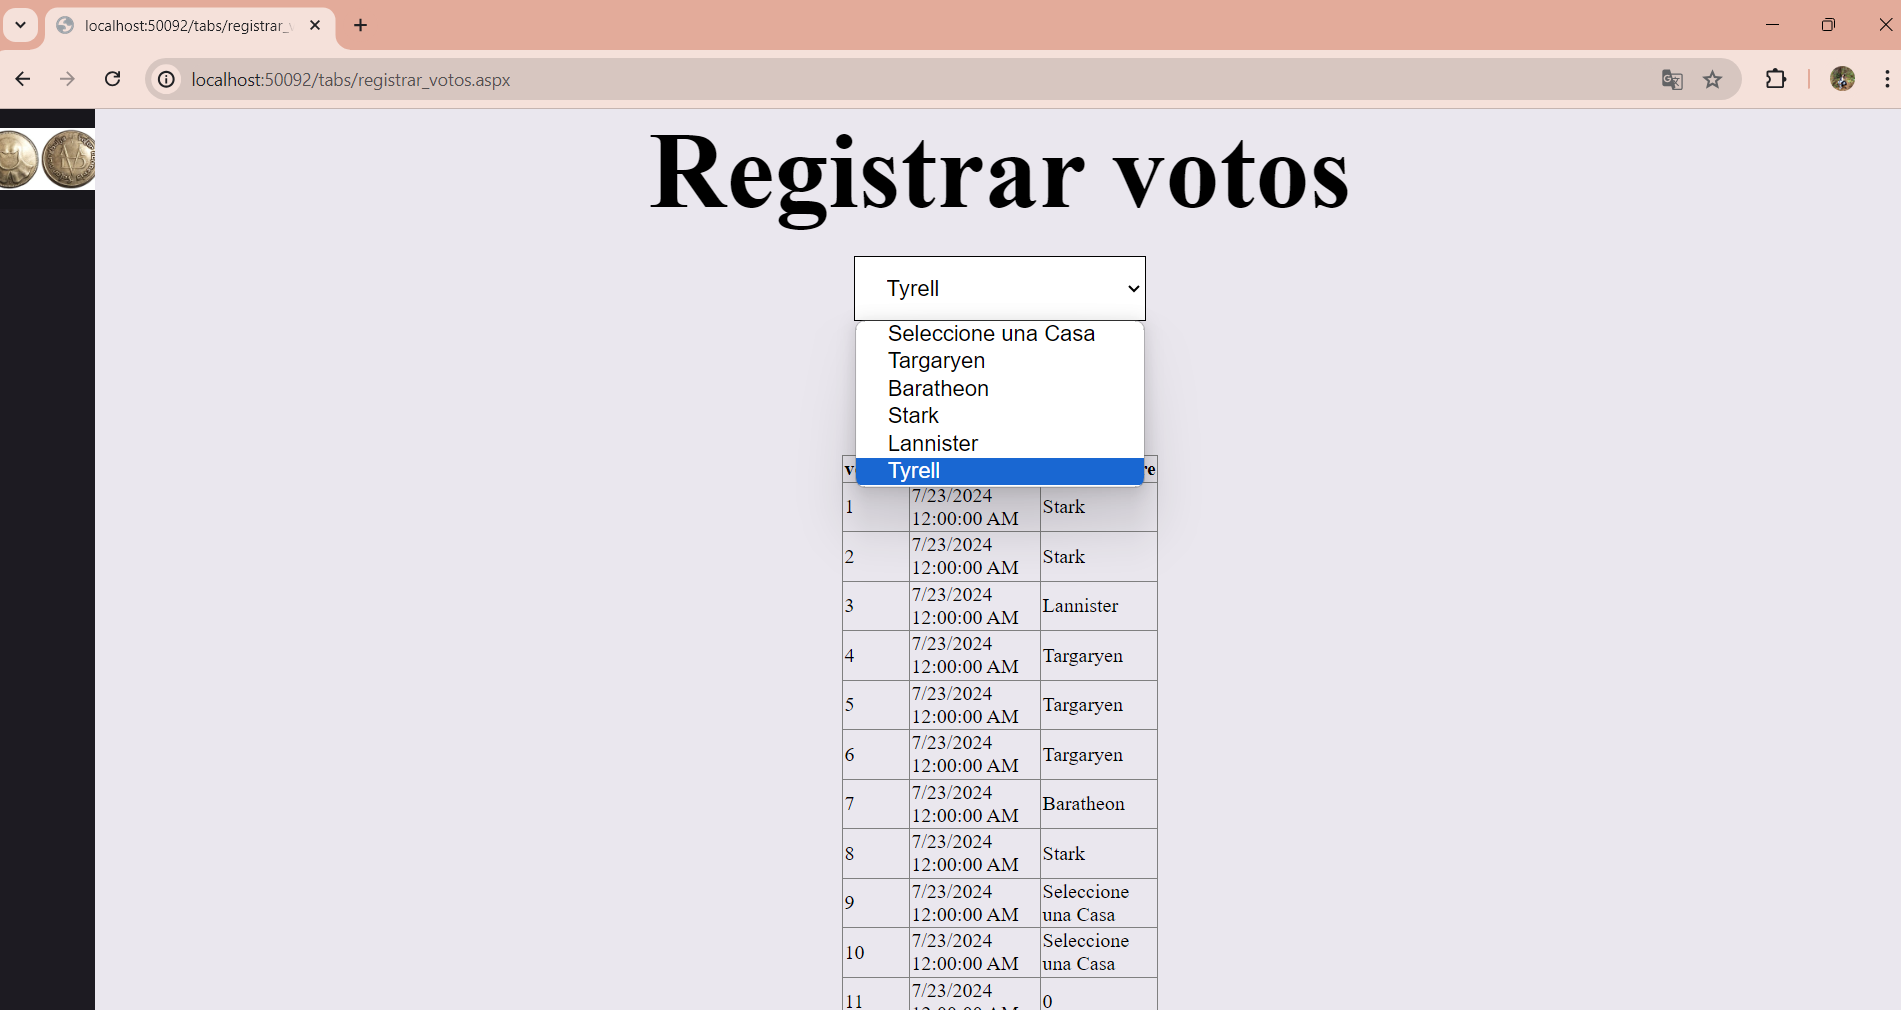 localhost:50092/tabs/registrar_
localhost:50092/tabs/registrar_votos.aspx
Registrar votos
Tyrell
Seleccione una Casa
Targaryen
Baratheon
Stark
Lannister
Tyrell
1 7/23/2024 12:00:00 AM Stark
2 7/23/2024 12:00:00 AM Stark
3 7/23/2024 12:00:00 AM Lannister
4 7/23/2024 12:00:00 AM Targaryen
5 7/23/2024 12:00:00 AM Targaryen
6 7/23/2024 12:00:00 AM Targaryen
7 7/23/2024 12:00:00 AM Baratheon
8 7/23/2024 12:00:00 AM Stark
9 7/23/2024 12:00:00 AM Seleccione una Casa
10 7/23/2024 12:00:00 AM Seleccione una Casa
11 7/23/2024 0